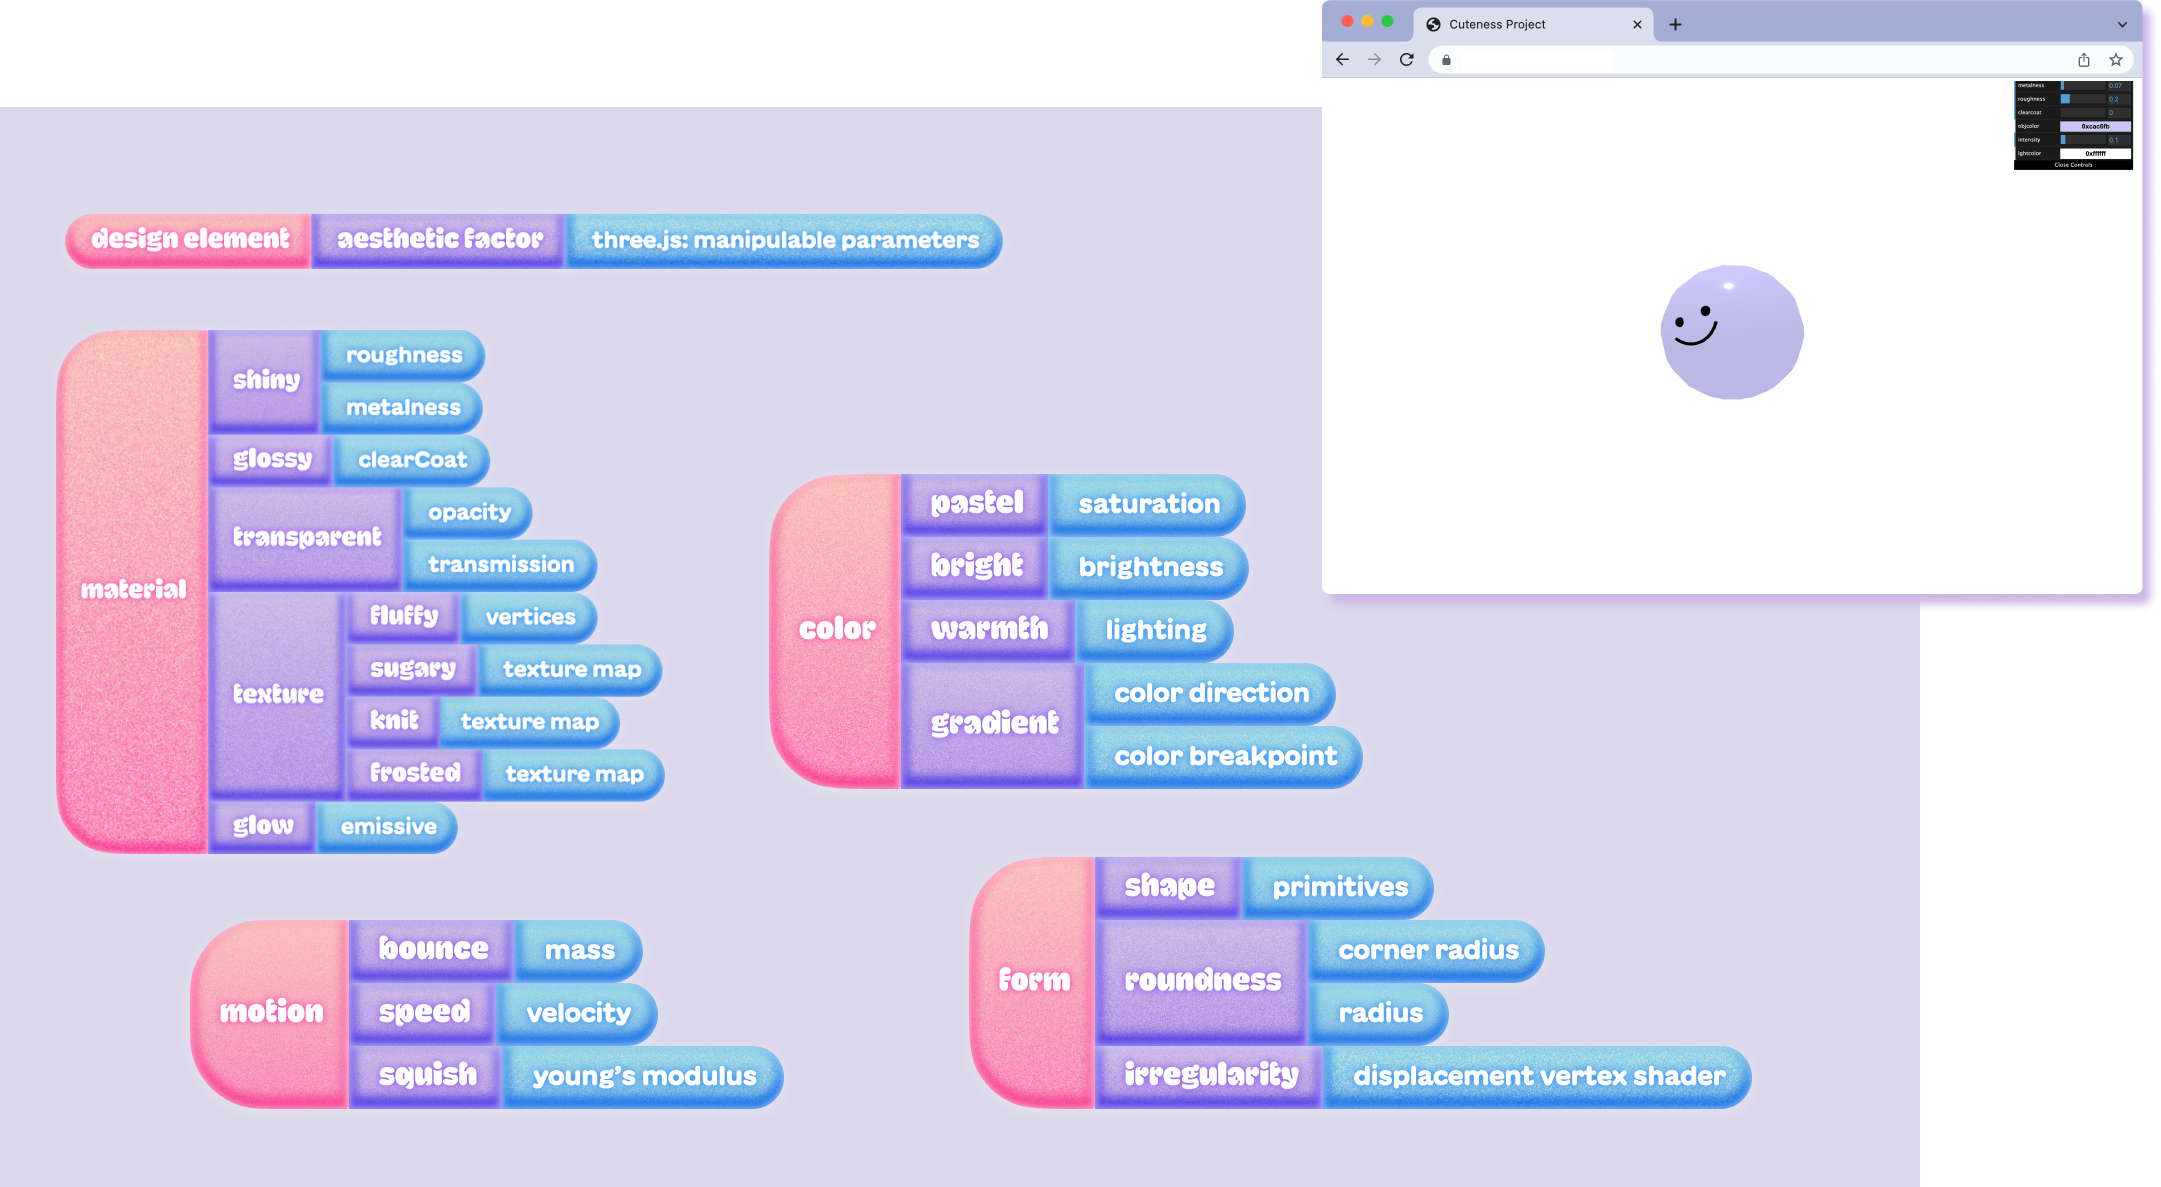 Cuteness Project
metalness 0.07
roughness 0.2
clearcoat 0
objcolor 0xcac6fb
intensity 0.1
lghtcolor 0xffffff
Close Controls
design element aesthetic factor three.js: manipulable parameters
material
shiny
roughness
metalness
glossy clearCoat
transparent
opacity
transmission
texture
fluffy vertices
sugary texture map
knit texture map
frosted texture map
glow emissive
color
pastel saturation
bright brightness
warmth lighting
gradient
color direction
color breakpoint
motion
bounce mass
speed velocity
squish young’s modulus
form
shape primitives
roundness
corner radius
radius
irregularity displacement vertex shader